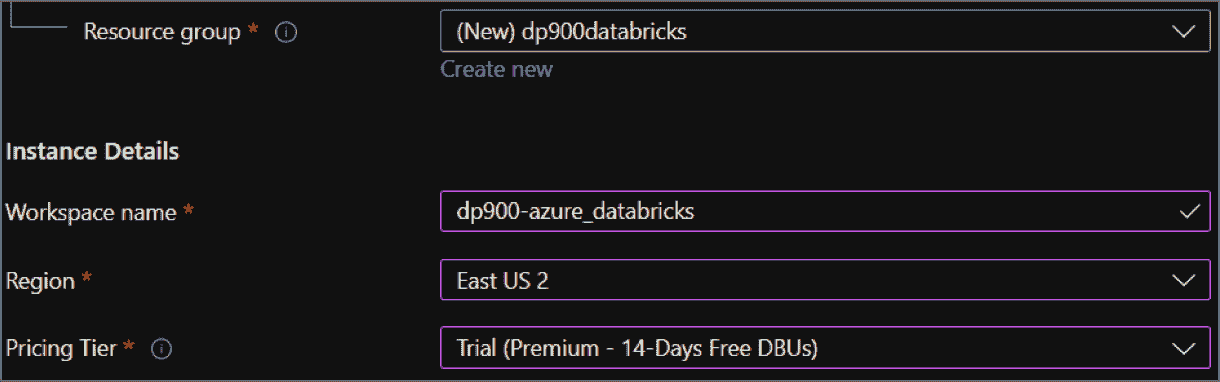 Resource group * (New) dp900databricks
Create new
Instance Details
Workspace name * dp900-azure_databricks
Region * East US 2
Pricing Tier * Trial (Premium - 14-Days Free DBUs)